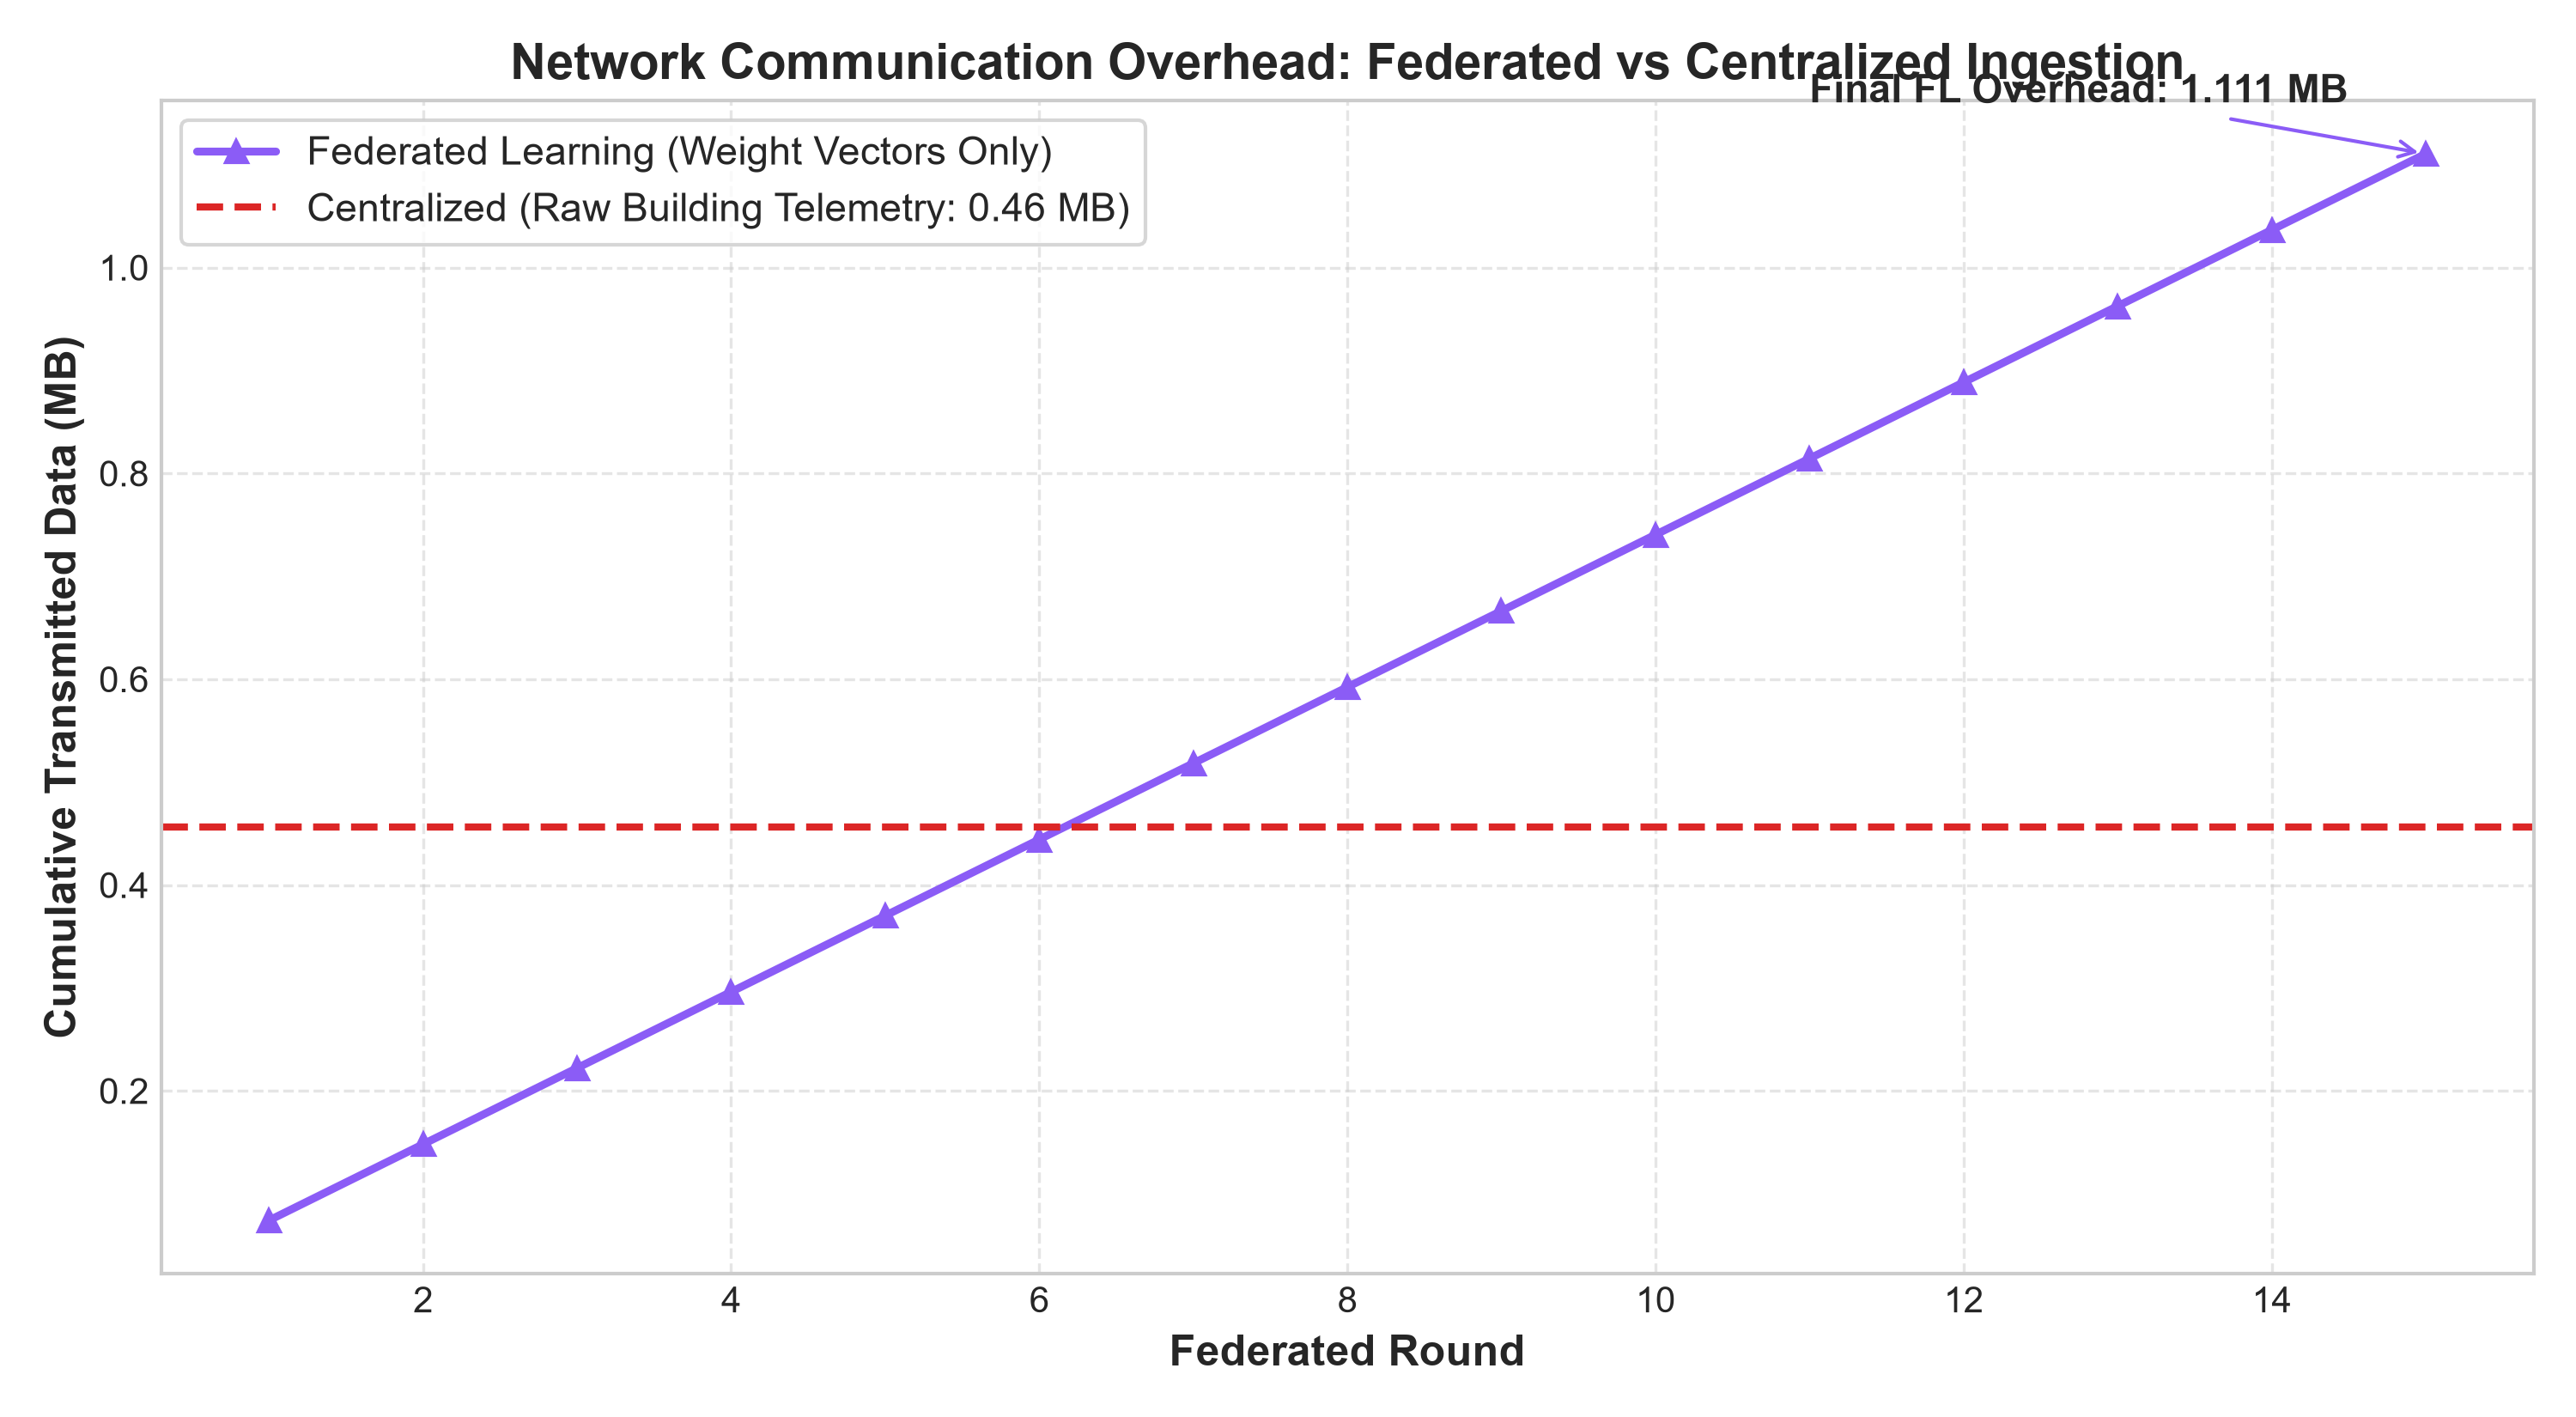 Network Communication Overhead: Federated vs Centralized Ingestion
Final FL Overhead: 1.111 MB
Federated Learning (Weight Vectors Only)
Centralized (Raw Building Telemetry: 0.46 MB)
Cumulative Transmitted Data (MB)
1.0
0.8
0.6
0.4
0.2
2 4 6 8 10 12 14
Federated Round